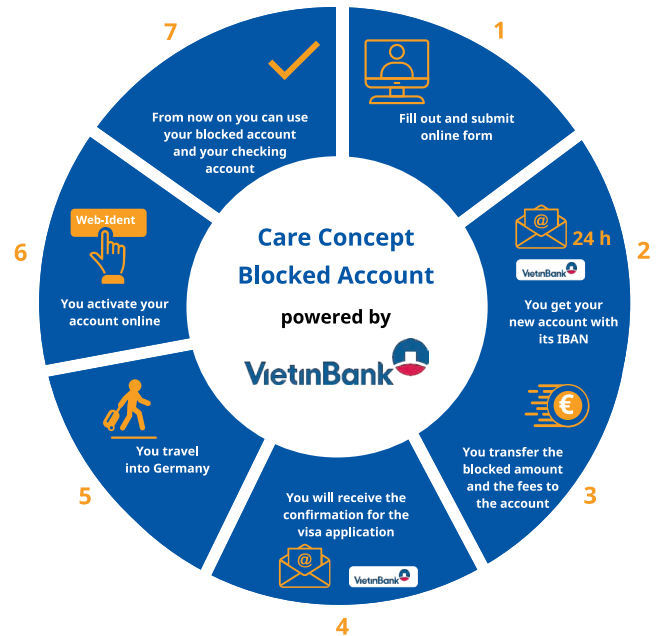 Care Concept
Blocked Account
powered by
VietinBank
1
Fill out and submit
online form
2
@
24 h
VietinBank
You get your
new account with
its IBAN
3
€
You transfer the
blocked amount
and the fees to
the account
4
You will receive the
confirmation for the
visa application
@
VietinBank
5
You travel
into Germany
6
Web-Ident
You activate your
account online
7
From now on you can use
your blocked account
and your checking
account